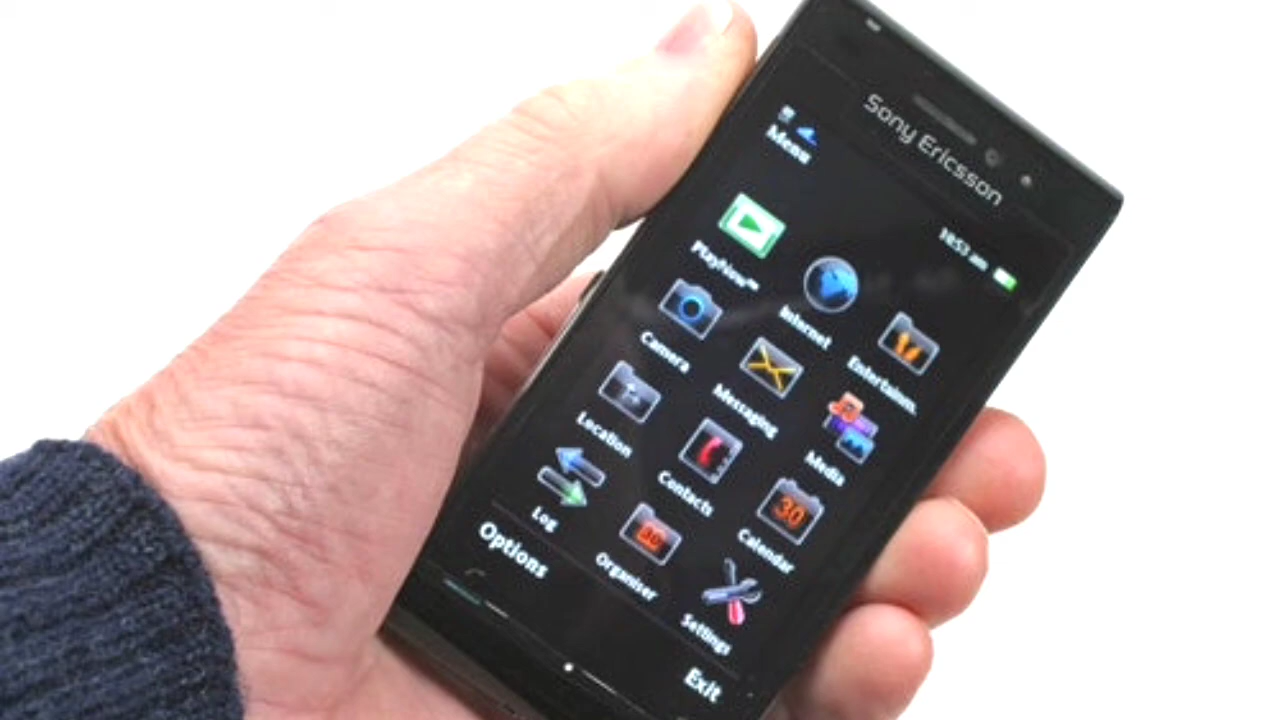 Sony Ericsson
Menu
PlayNow™
Internet
Entertainm.
Camera
Messaging
Media
Location
Contacts
Calendar
30
Log
Organiser
Settings
Options
Exit